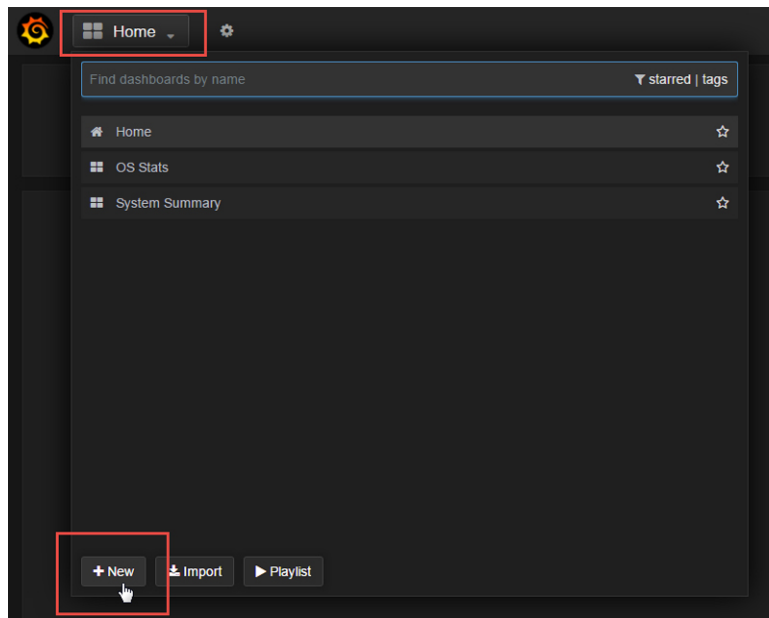 Home
Find dashboards by name starred | tags
Home
OS Stats
System Summary
New Import Playlist